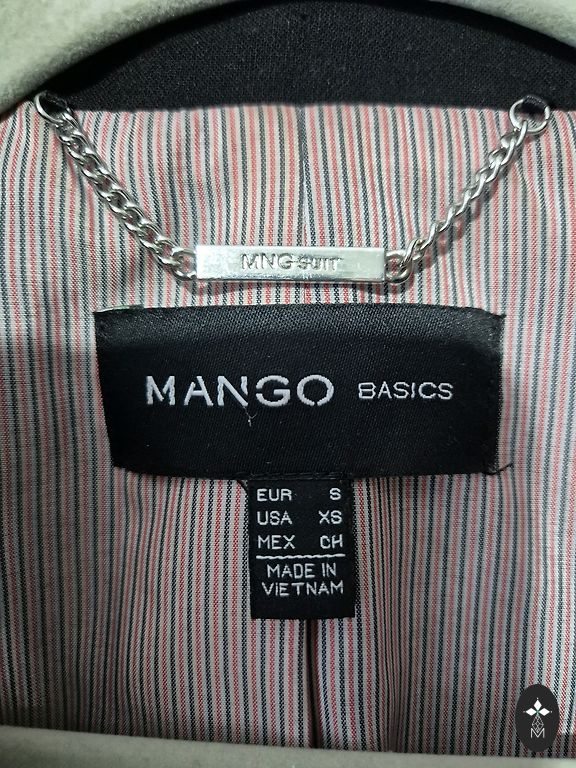 MNG SUIT
MANGO BASICS
EUR S
USA XS
MEX CH
MADE IN
VIETNAM
M